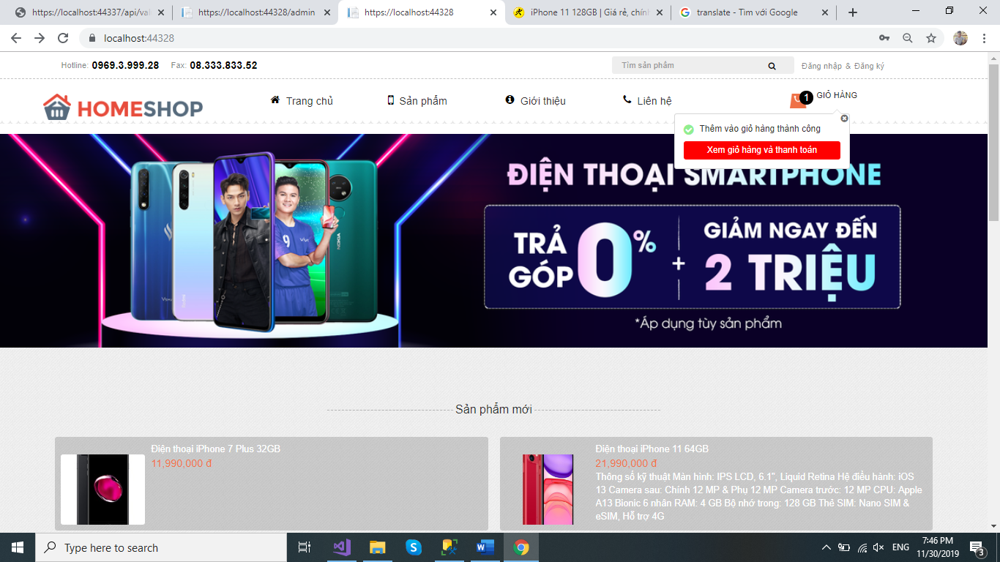 https://localhost:44337/api/val
https://localhost:44328/admin
https://localhost:44328
iPhone 11 128GB | Giá rẻ, chính
translate - Tìm với Google
localhost:44328
Hotline: 0969.3.999.28 Fax: 08.333.833.52
Tìm sản phẩm
Đăng nhập & Đăng ký
HOMESHOP
Trang chủ
Sản phẩm
Giới thiệu
Liên hệ
1 GIỎ HÀNG
Thêm vào giỏ hàng thành công
Xem giỏ hàng và thanh toán
ĐIỆN THOẠI SMARTPHONE
TRẢ GÓP 0%
+
GIẢM NGAY ĐẾN
2 TRIỆU
*Áp dụng tùy sản phẩm
Sản phẩm mới
Điện thoại iPhone 7 Plus 32GB
11,990,000 đ
Điện thoại iPhone 11 64GB
21,990,000 đ
Thông số kỹ thuật Màn hình: IPS LCD, 6.1", Liquid Retina Hệ điều hành: iOS
13 Camera sau: Chính 12 MP & Phụ 12 MP Camera trước: 12 MP CPU: Apple
A13 Bionic 6 nhân RAM: 4 GB Bộ nhớ trong: 128 GB Thẻ SIM: Nano SIM &
eSIM, Hỗ trợ 4G
Type here to search
ENG
7:46 PM
11/30/2019
3